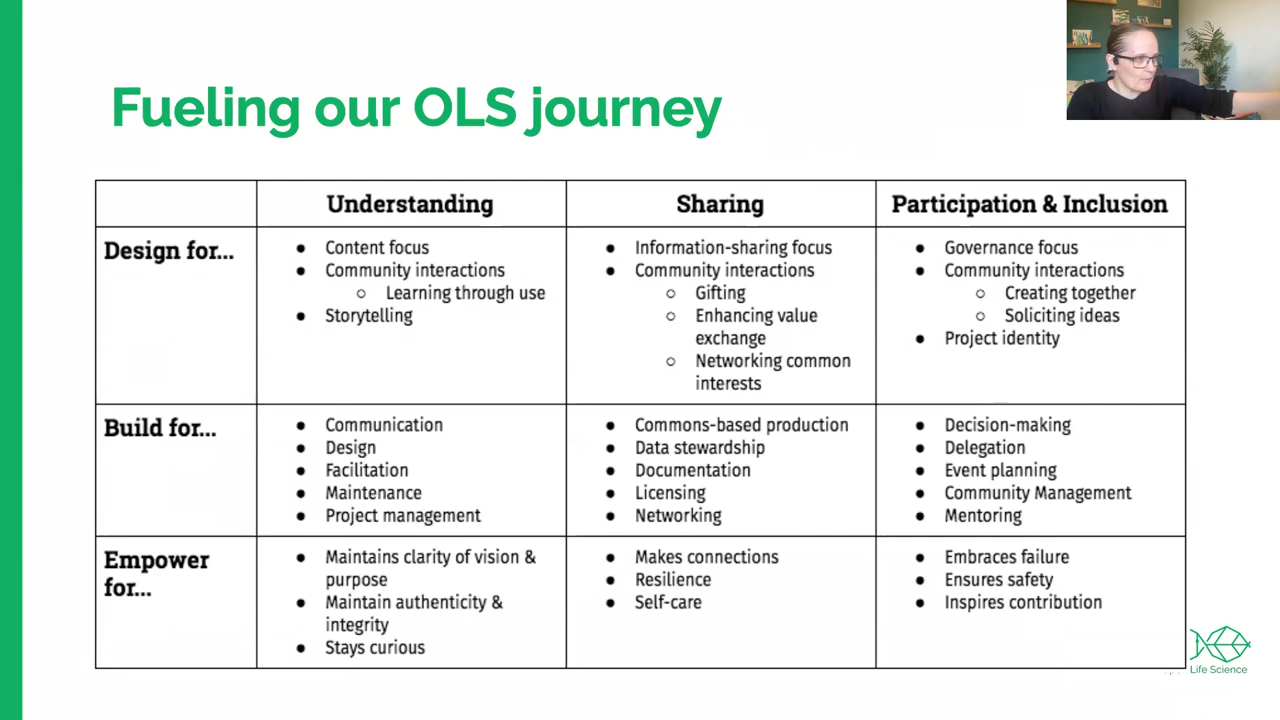 Fueling our OLS journey
Understanding
Sharing
Participation & Inclusion
Design for...
● Content focus
● Community interactions
○ Learning through use
● Storytelling
● Information-sharing focus
● Community interactions
○ Gifting
○ Enhancing value
exchange
○ Networking common
interests
● Governance focus
● Community interactions
○ Creating together
○ Soliciting ideas
● Project identity
Build for...
● Communication
● Design
● Facilitation
● Maintenance
● Project management
● Commons-based production
● Data stewardship
● Documentation
● Licensing
● Networking
● Decision-making
● Delegation
● Event planning
● Community Management
● Mentoring
Empower
for...
● Maintains clarity of vision &
purpose
● Maintain authenticity &
integrity
● Stays curious
● Makes connections
● Resilience
● Self-care
● Embraces failure
● Ensures safety
● Inspires contribution
Life Science